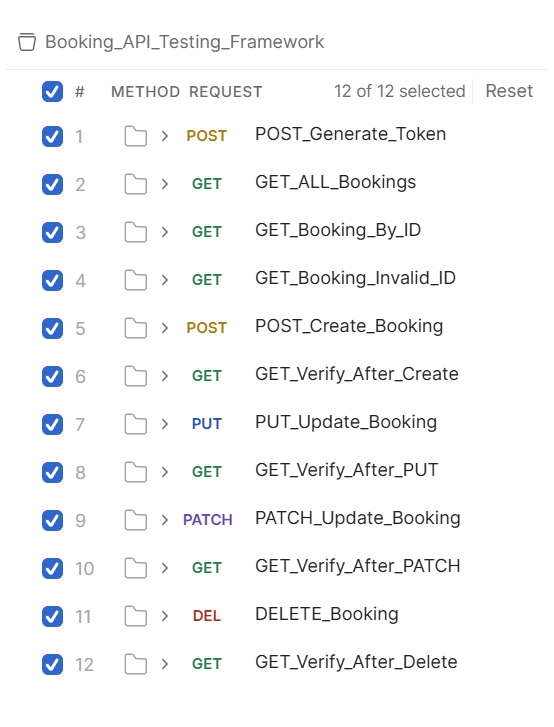 Booking_API_Testing_Framework
# METHOD REQUEST 12 of 12 selected Reset
1 POST POST_Generate_Token
2 GET GET_ALL_Bookings
3 GET GET_Booking_By_ID
4 GET GET_Booking_Invalid_ID
5 POST POST_Create_Booking
6 GET GET_Verify_After_Create
7 PUT PUT_Update_Booking
8 GET GET_Verify_After_PUT
9 PATCH PATCH_Update_Booking
10 GET GET_Verify_After_PATCH
11 DEL DELETE_Booking
12 GET GET_Verify_After_Delete